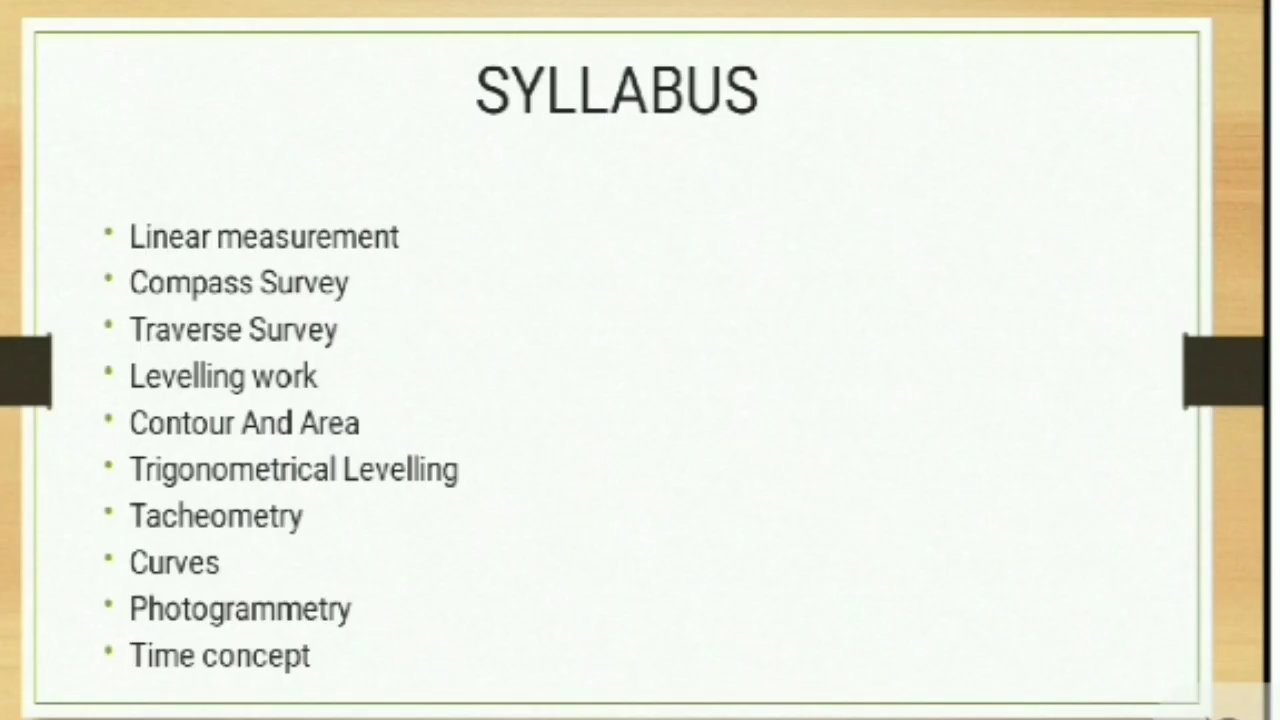 SYLLABUS
• Linear measurement
• Compass Survey
• Traverse Survey
• Levelling work
• Contour And Area
• Trigonometrical Levelling
• Tacheometry
• Curves
• Photogrammetry
• Time concept